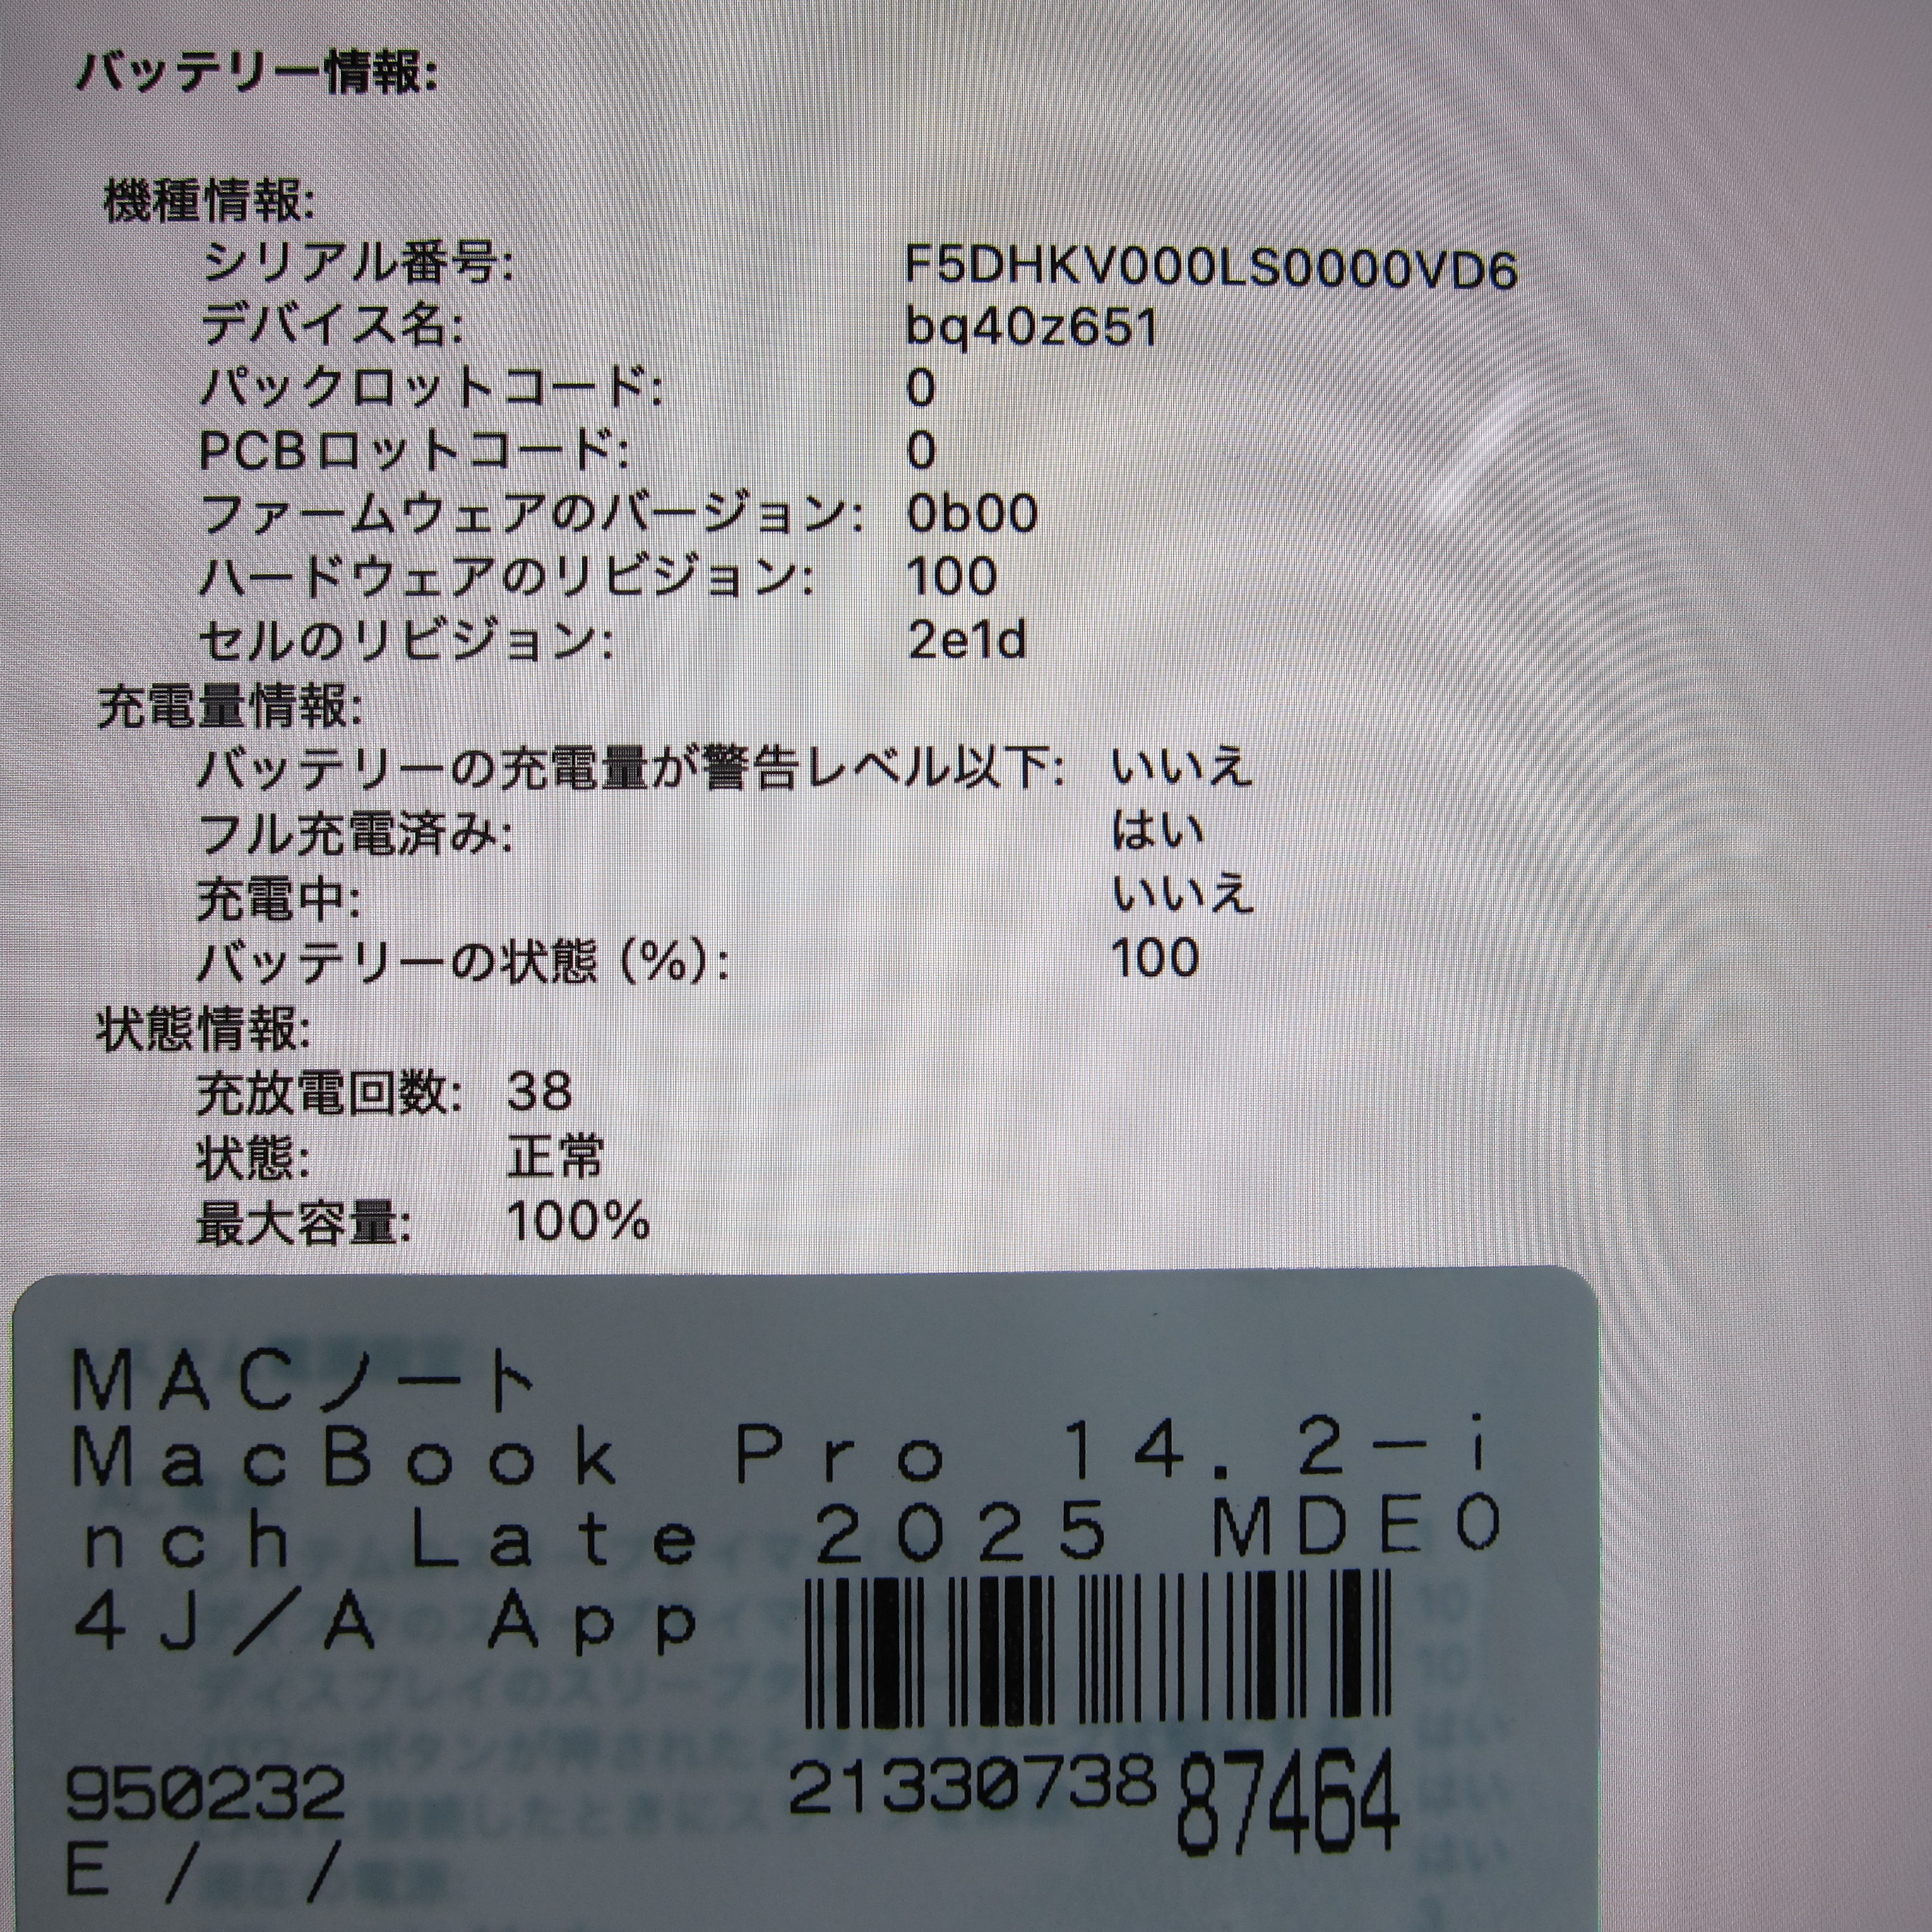 バッテリー情報:
機種情報:
シリアル番号: F5DHKV000LS0000VD6
デバイス名: bq40z651
パックロットコード: 0
PCBロットコード: 0
ファームウェアのバージョン: 0b00
ハードウェアのリビジョン: 100
セルのリビジョン: 2e1d
充電量情報:
バッテリーの充電量が警告レベル以下: いいえ
フル充電済み: はい
充電中: いいえ
バッテリーの状態 (%): 100
状態情報:
充放電回数: 38
状態: 正常
最大容量: 100%
MACノート
MacBook Pro 14.2-i
nch Late 2025 MDE0
4J/A App
950232
2133073887464
E / /